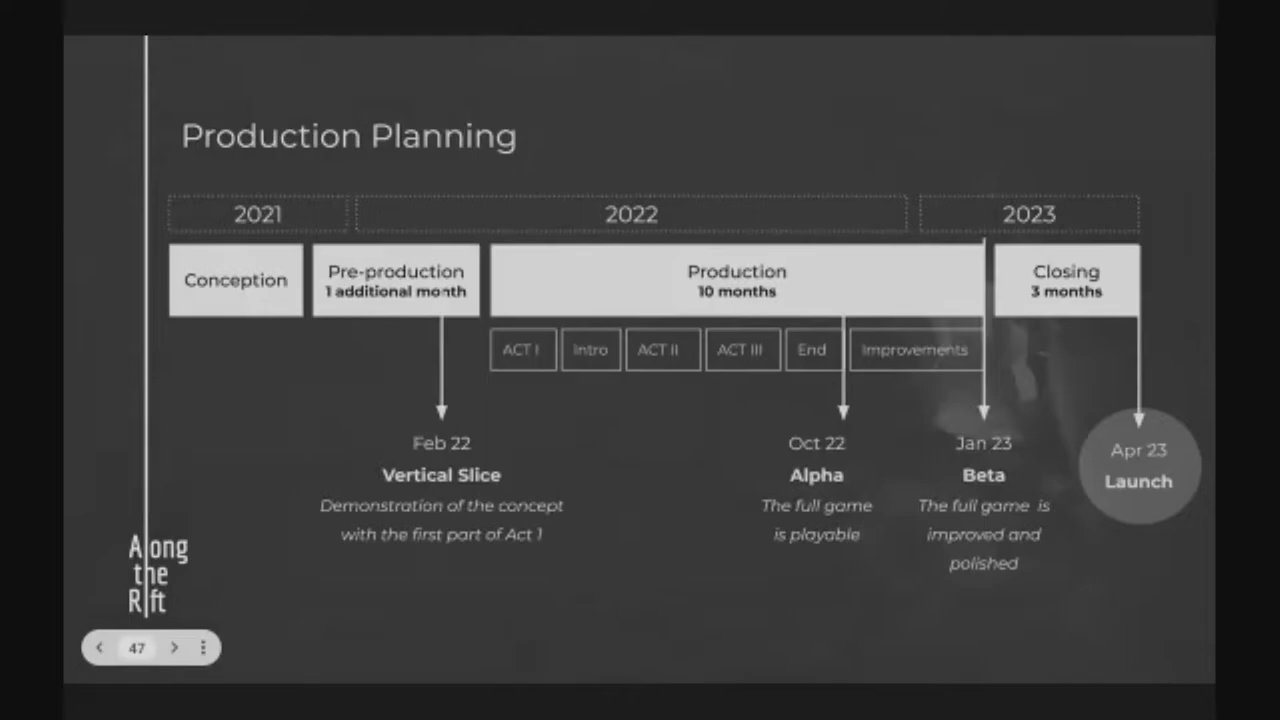 Production Planning
2021
2022
2023
Conception
Pre-production
1 additional month
Production
10 months
Closing
3 months
ACT I
Intro
ACT II
ACT III
End
Improvements
Feb 22
Vertical Slice
Demonstration of the concept
with the first part of Act 1
Oct 22
Alpha
The full game
is playable
Jan 23
Beta
The full game is
improved and
polished
Apr 23
Launch
Along
the
Rift
47